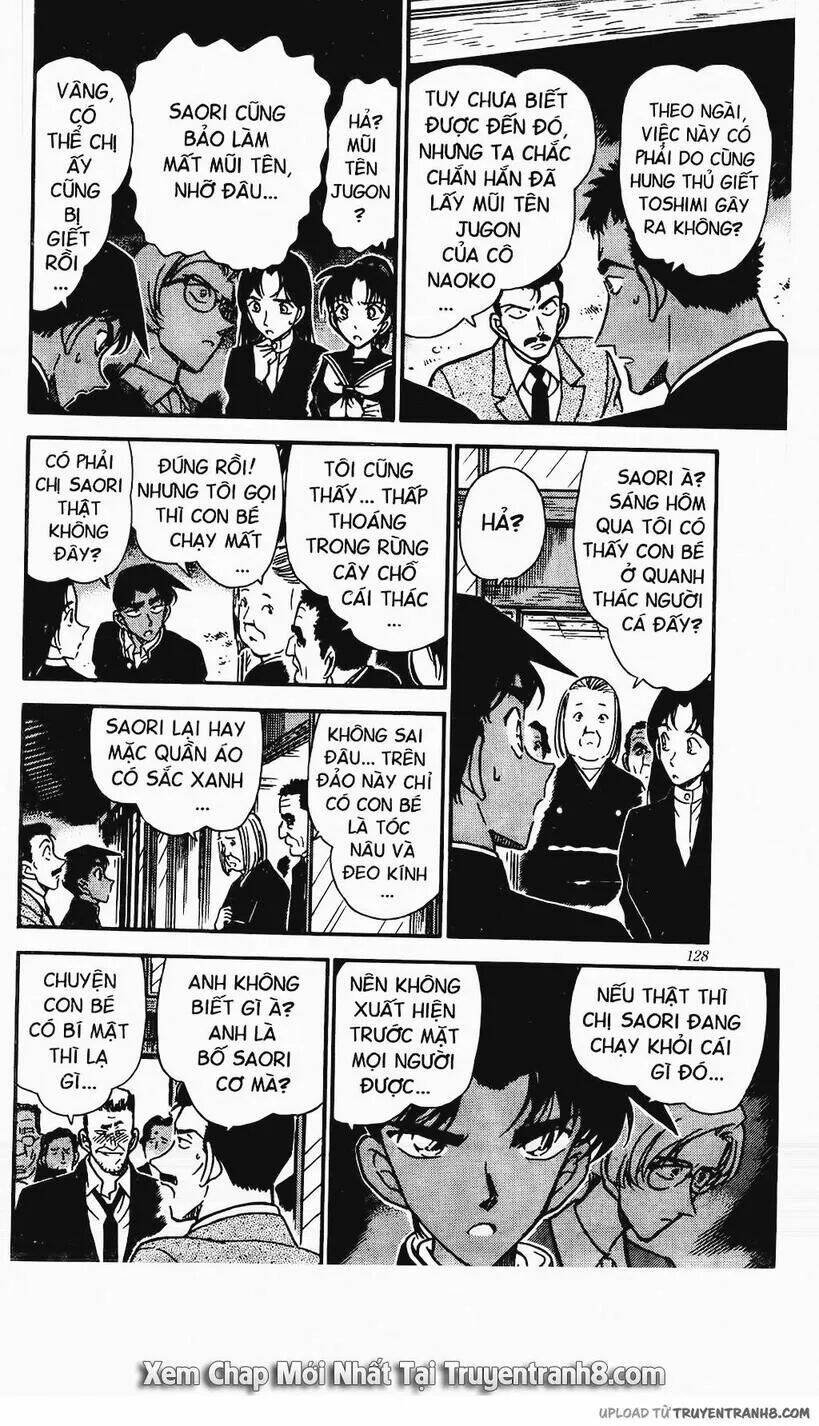 THEO NGÀI,
VIỆC NÀY CÓ
PHẢI DO CÙNG
HUNG THỦ GIẾT
TOSHIMI GÂY
RA KHÔNG?
TUY CHƯA BIẾT
ĐƯỢC ĐẾN ĐÓ,
NHƯNG TA CHẮC
CHẮN HẮN ĐÃ
LẤY MŨI TÊN
JUGON
CỦA CÔ
NAOKO
...
HẢ?
MŨI
TÊN
JUGON
?
SAORI CŨNG
BẢO LÀM
MẤT MŨI TÊN,
NHỠ ĐÂU...
VÂNG,
CÓ
THỂ CHỊ
ẤY
CŨNG
BỊ
GIẾT
RỒI ...
SAORI À?
SÁNG HÔM
QUA TÔI CÓ
THẤY CON BÉ
Ở QUANH
THÁC NGƯỜI
CÁ ĐẤY?
HẢ?
TÔI CŨNG
THẤY... THẤP
THOÁNG
TRONG RỪNG
CÂY CHỖ
CÁI THÁC
...
ĐÚNG RỒI!
NHƯNG TÔI GỌI
THÌ CON BÉ
CHẠY MẤT
...
CÓ PHẢI
CHỊ SAORI
THẬT
KHÔNG
ĐÂY?
KHÔNG SAI
ĐÂU... TRÊN
ĐẢO NÀY CHỈ
CÓ CON BÉ
LÀ TÓC
NÂU VÀ
ĐEO KÍNH
...
SAORI LẠI HAY
MẶC QUẦN ÁO
CÓ SẮC XANH
...
128
NẾU THẬT THÌ
CHỊ SAORI ĐANG
CHẠY KHỎI CÁI
GÌ ĐÓ...
NÊN KHÔNG
XUẤT HIỆN
TRƯỚC MẶT
MỌI NGƯỜI
ĐƯỢC...
ANH KHÔNG
BIẾT GÌ À?
ANH LÀ
BỐ SAORI
CƠ MÀ?
CHUYỆN
CON BÉ
CÓ BÍ MẬT
THÌ LẠ
GÌ...
Xem Chap Mới Nhất Tại Truyentranh8.com
UPLOAD TỪ TRUYENTRANH8.COM